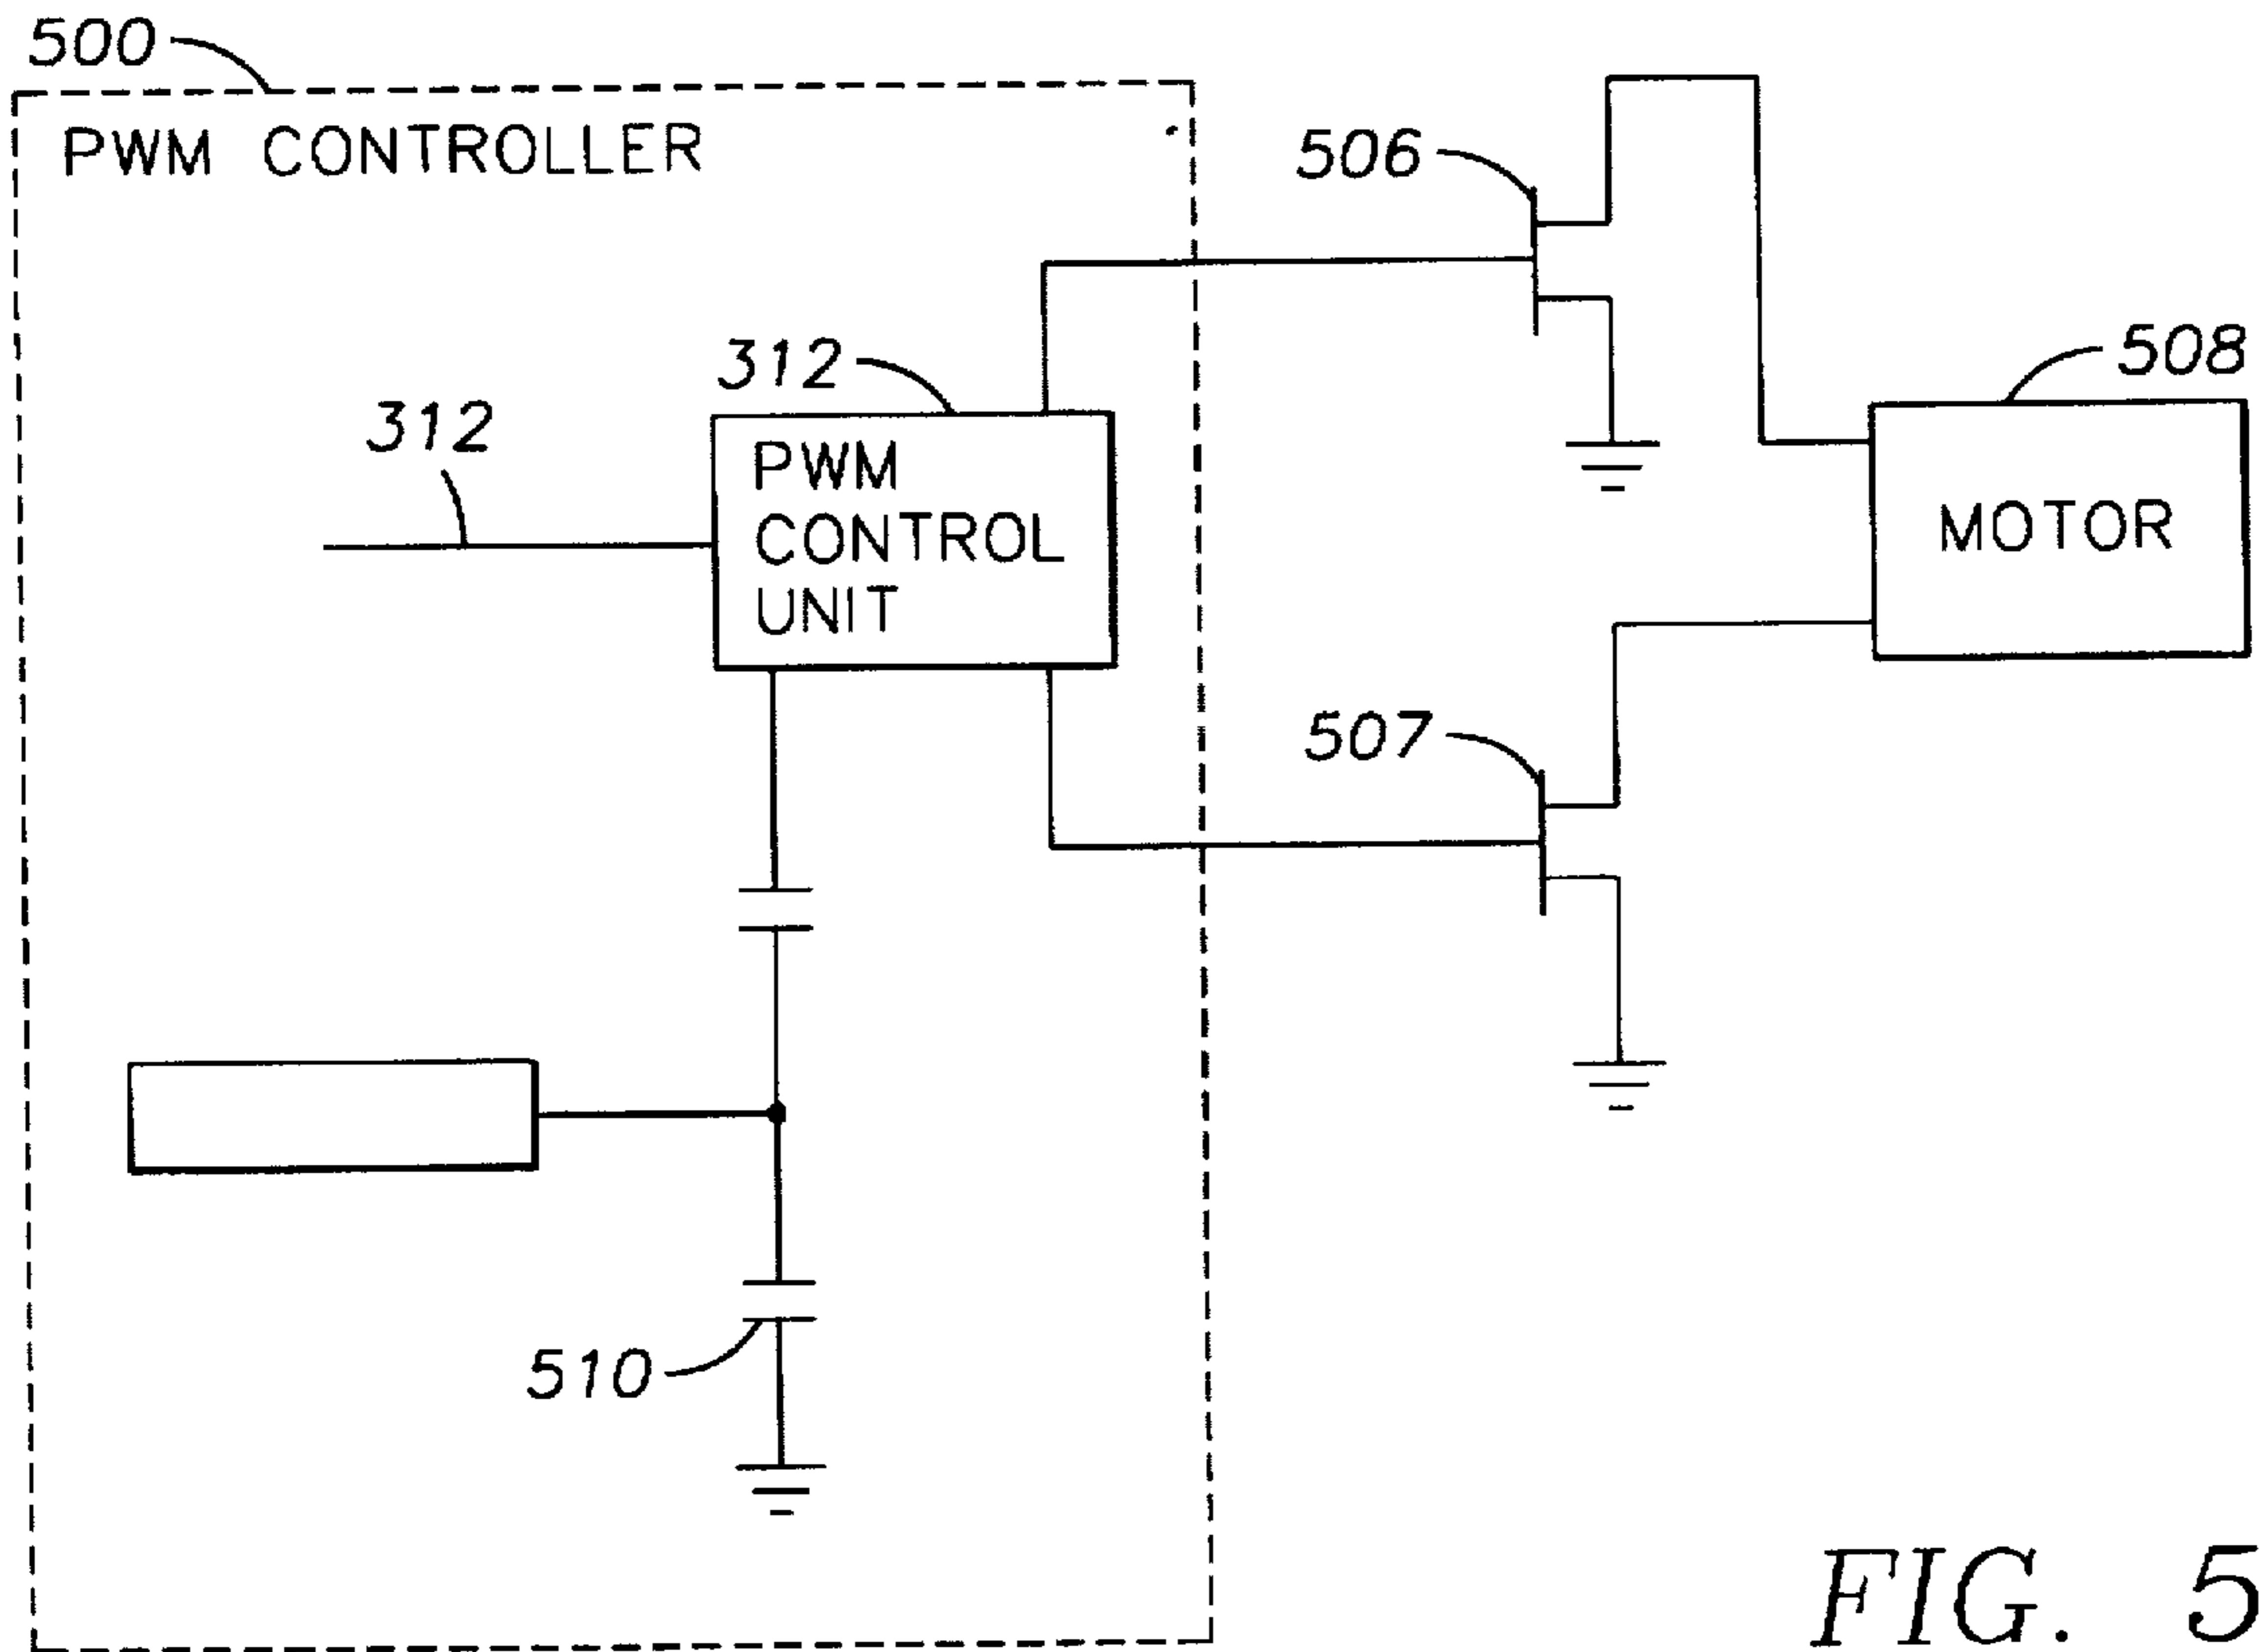 500
PWM CONTROLLER
506
312
508
312
PWM
CONTROL
UNIT
MOTOR
507
510
FIG. 5